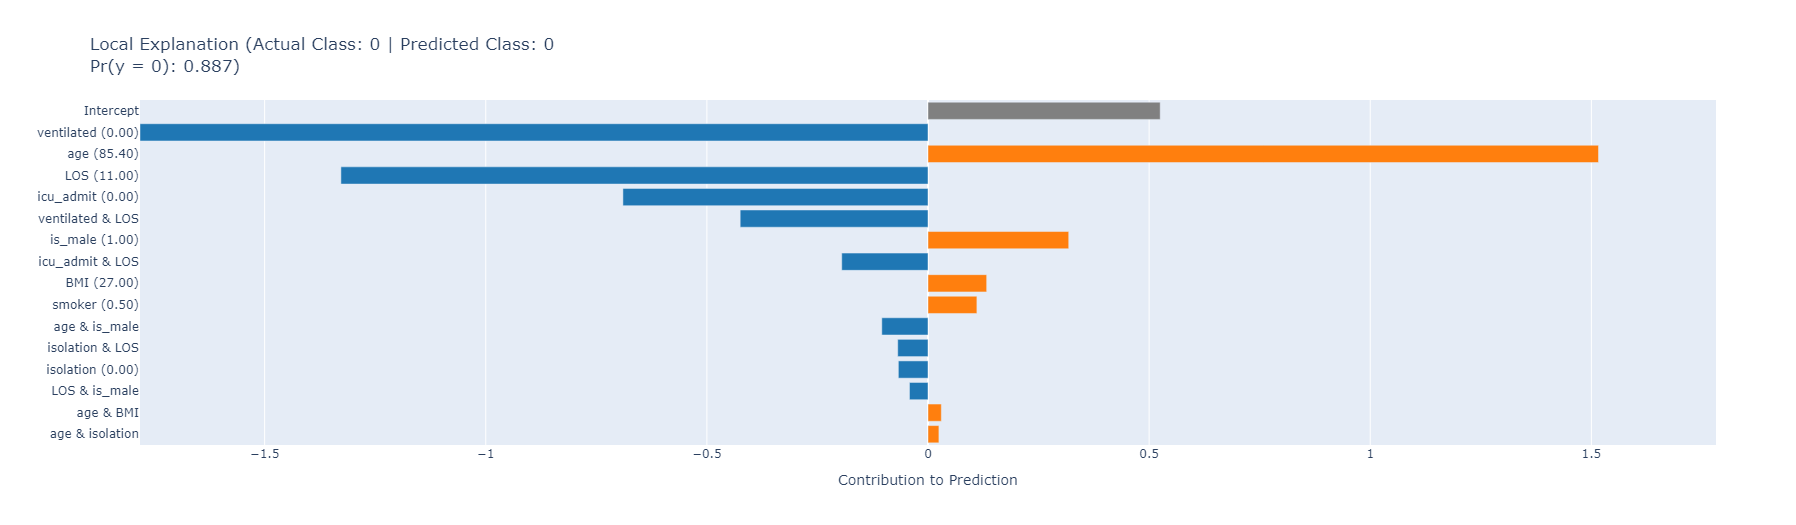 Local Explanation (Actual Class: 0 | Predicted Class: 0
Pr(y = 0): 0.887)
Intercept
ventilated (0.00)
age (85.40)
LOS (11.00)
icu_admit (0.00)
ventilated & LOS
is_male (1.00)
icu_admit & LOS
BMI (27.00)
smoker (0.50)
age & is_male
isolation & LOS
isolation (0.00)
LOS & is_male
age & BMI
age & isolation
−1.5 −1 −0.5 0 0.5 1 1.5
Contribution to Prediction